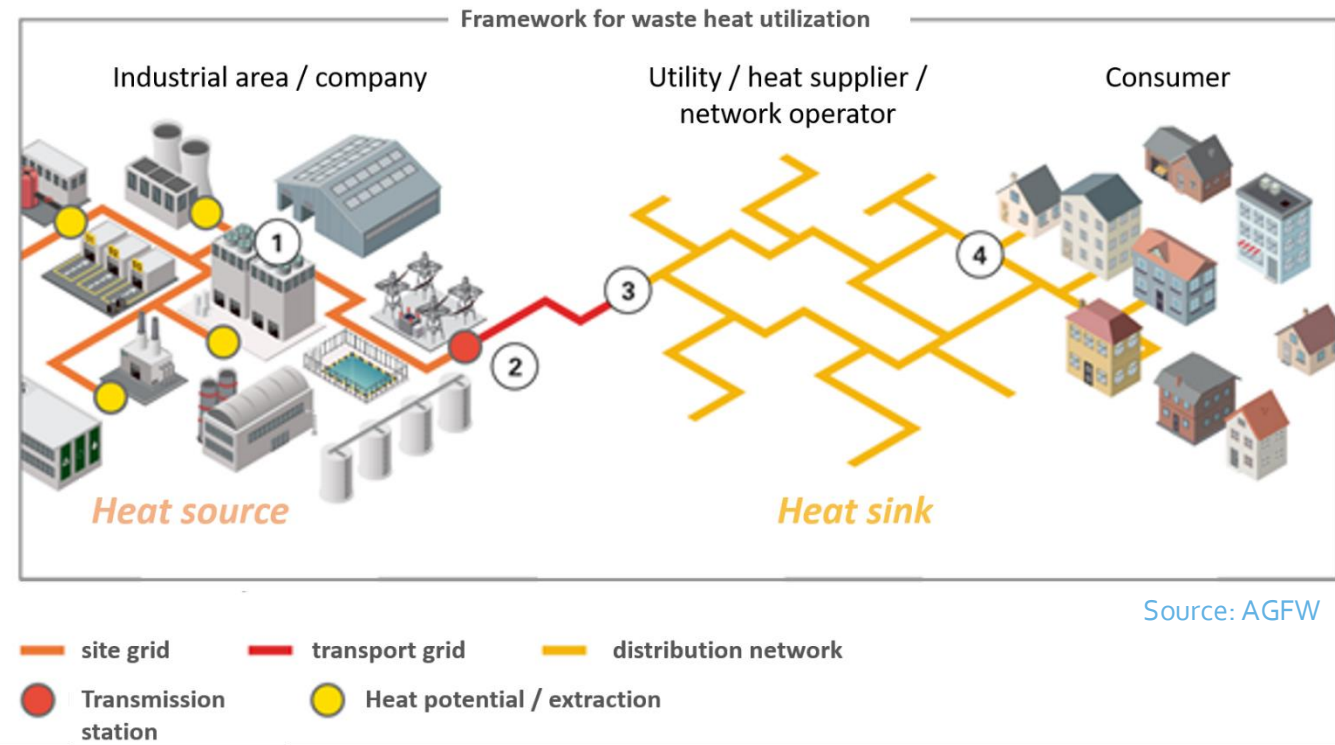 Framework for waste heat utilization
Industrial area / company
Utility / heat supplier /
network operator
Consumer
1
2
3
4
Heat source
Heat sink
Source: AGFW
site grid
transport grid
distribution network
Transmission
station
Heat potential / extraction